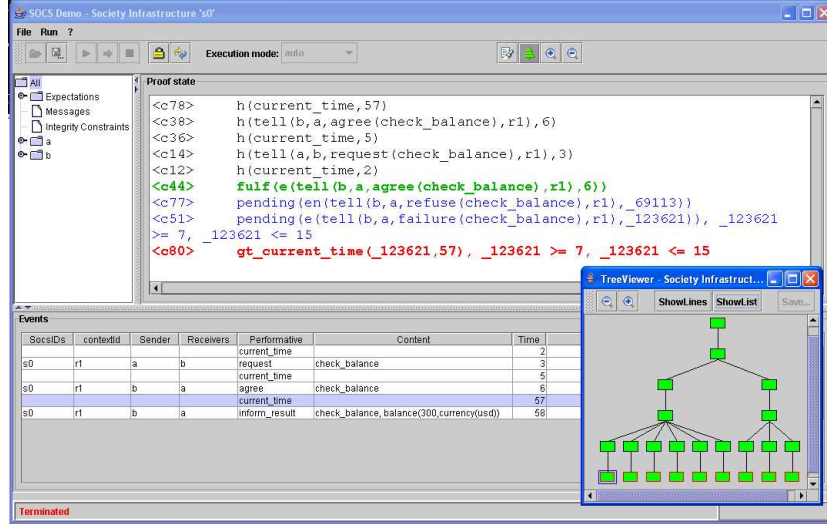 SOCS Demo - Society Infrastructure 's0'
File Run ?
Execution mode: auto
All
Expectations
Messages
Integrity Constraints
a
b
Proof state
<c78> h(current_time,57)
<c38> h(tell(b,a,agree(check_balance),r1),6)
<c36> h(current_time,5)
<c14> h(tell(a,b,request(check_balance),r1),3)
<c12> h(current_time,2)
<c44> fulf(e(tell(b,a,agree(check_balance),r1),6))
<c77> pending(en(tell(b,a,refuse(check_balance),r1),_69113))
<c51> pending(e(tell(b,a,failure(check_balance),r1),_123621)), _123621
>= 7, _123621 <= 15
<c80> gt_current_time(_123621,57), _123621 >= 7, _123621 <= 15
TreeViewer - Society Infrastruct...
ShowLines ShowList Save...
Events
SocsIDs contextId Sender Receivers Performative Content Time
current_time 2
s0 r1 a b request check_balance 3
current_time 5
s0 r1 b a agree check_balance 6
current_time 57
s0 r1 b a inform_result check_balance, balance(300,currency(usd)) 58
Terminated